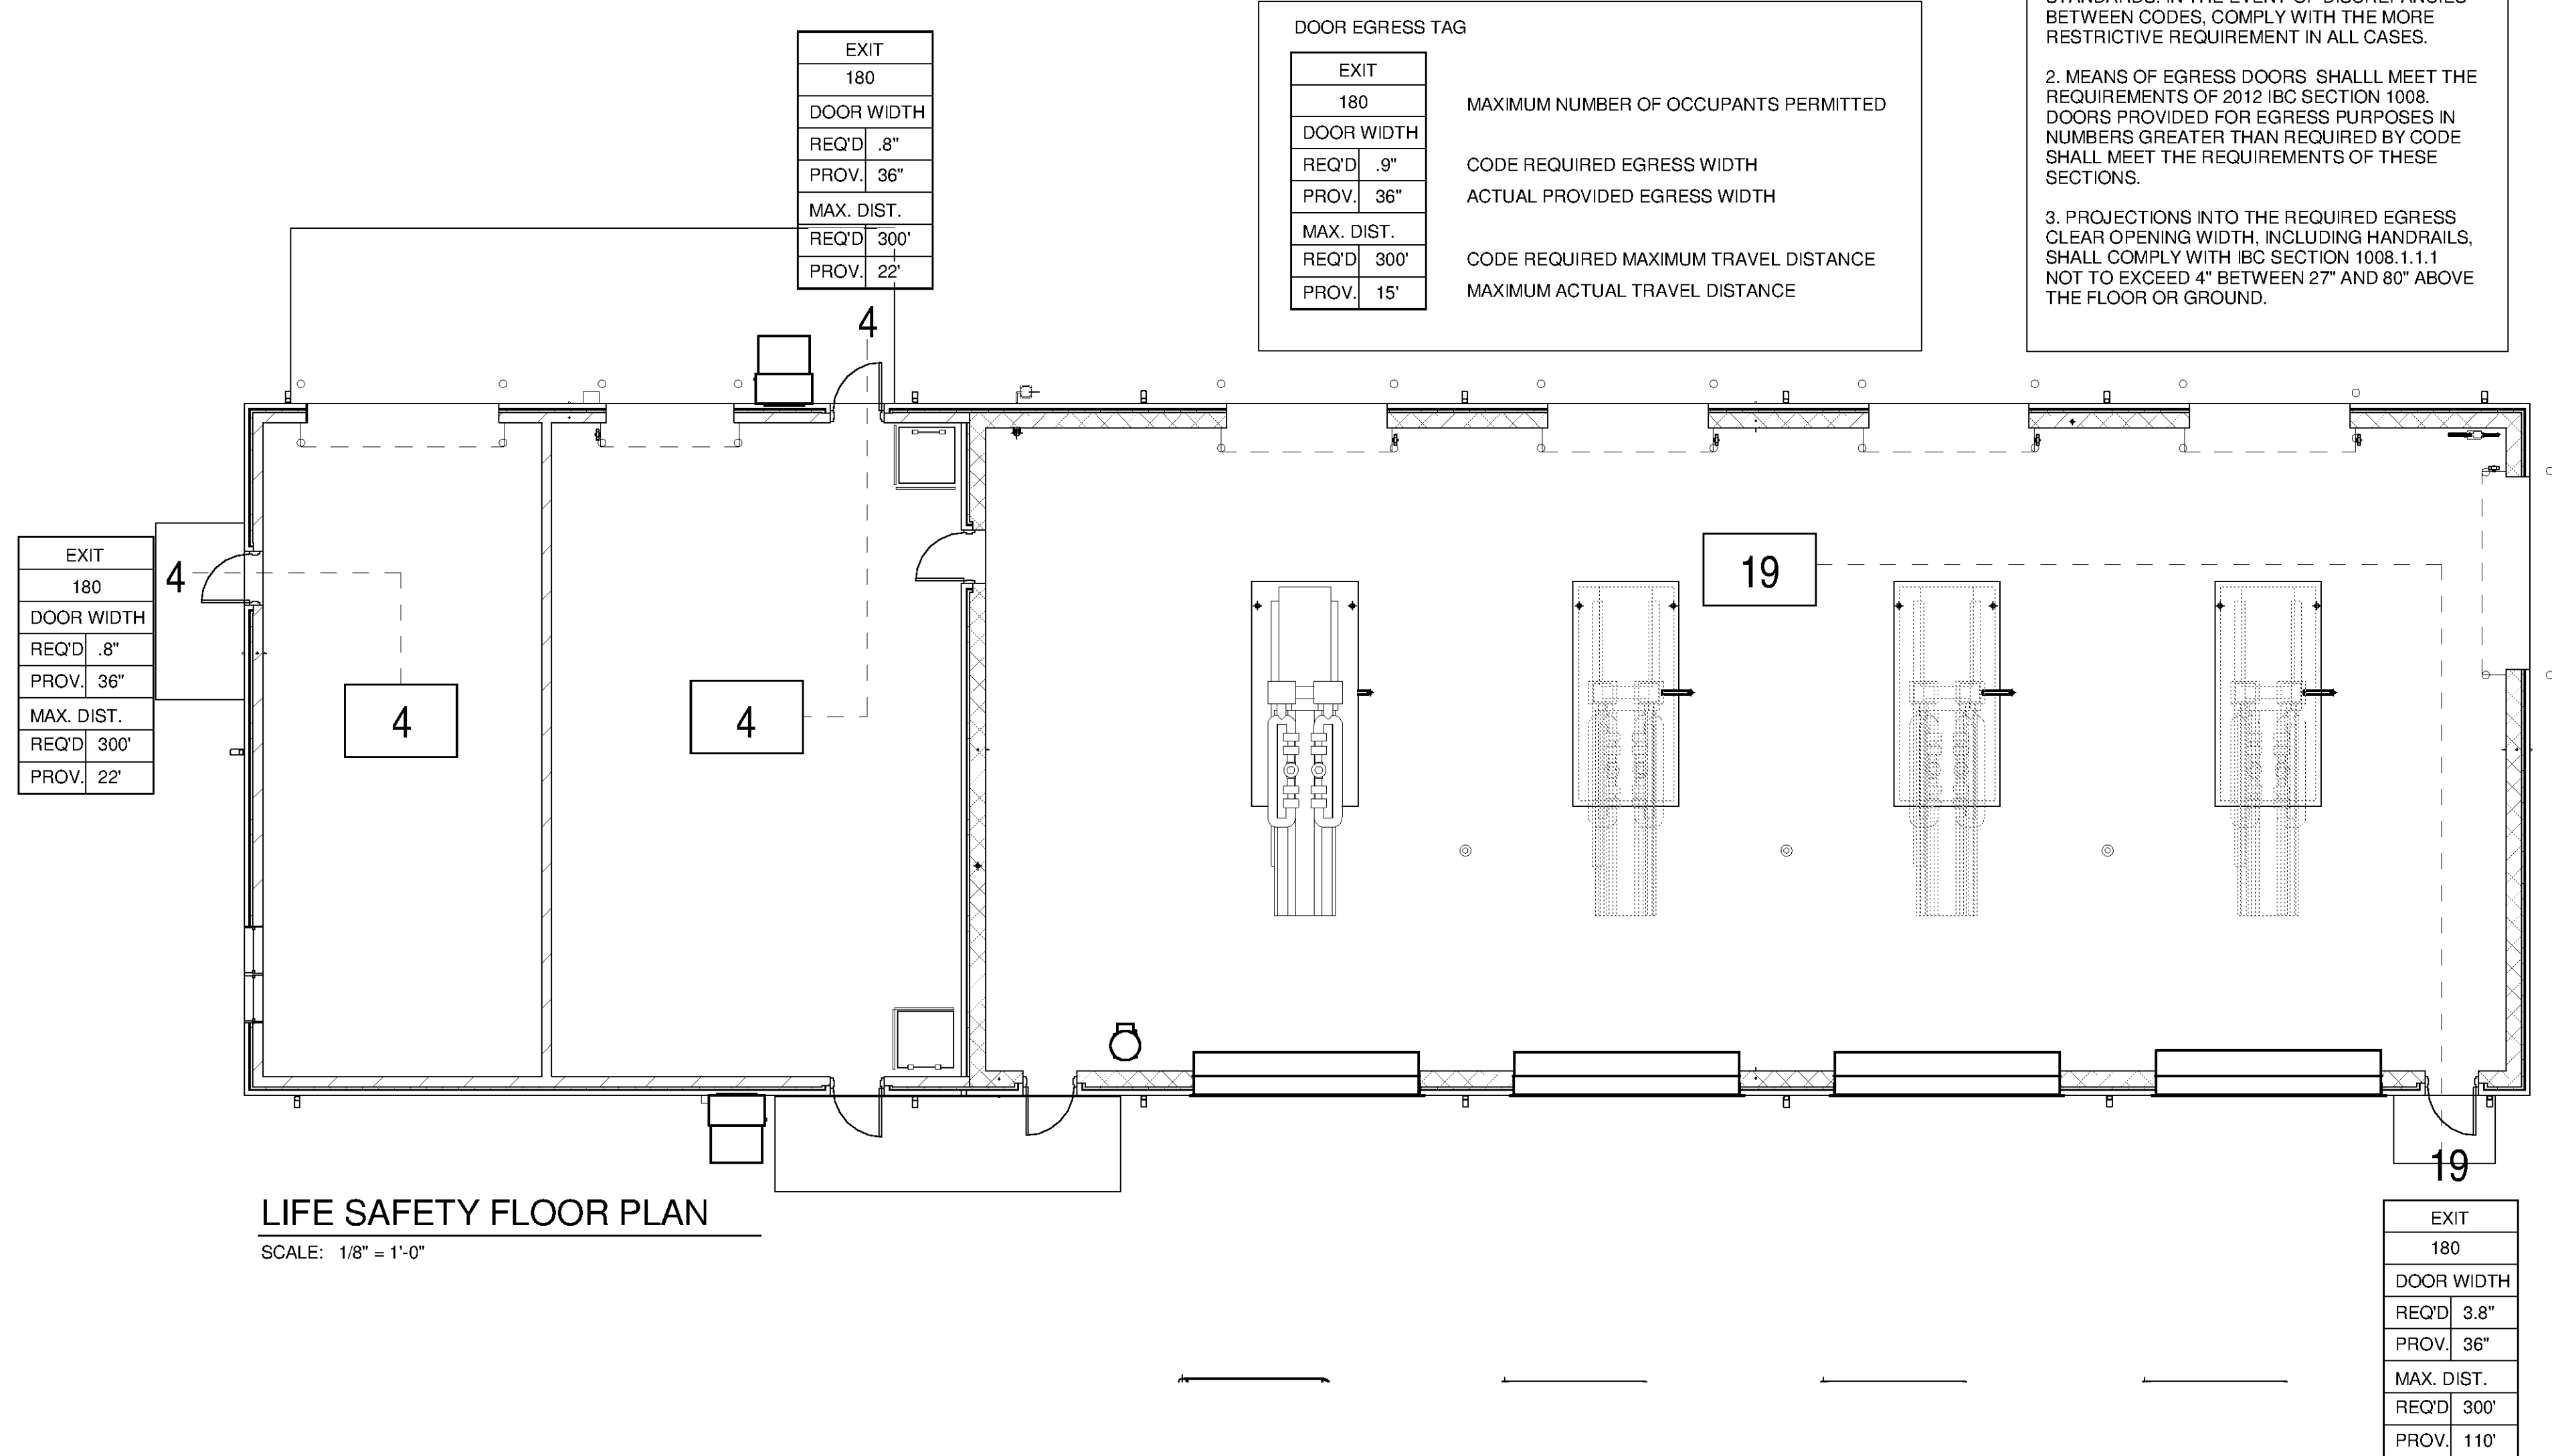 EXIT
180
DOOR WIDTH
REQ'D .8"
PROV. 36"
MAX. DIST.
REQ'D 300'
PROV. 22'
4
DOOR EGRESS TAG
EXIT
180 MAXIMUM NUMBER OF OCCUPANTS PERMITTED
DOOR WIDTH
REQ'D .9" CODE REQUIRED EGRESS WIDTH
PROV. 36" ACTUAL PROVIDED EGRESS WIDTH
MAX. DIST.
REQ'D 300' CODE REQUIRED MAXIMUM TRAVEL DISTANCE
PROV. 15' MAXIMUM ACTUAL TRAVEL DISTANCE
STANDARDS. IN THE EVENT OF DISCREPANCIES
BETWEEN CODES, COMPLY WITH THE MORE
RESTRICTIVE REQUIREMENT IN ALL CASES.
2. MEANS OF EGRESS DOORS SHALLL MEET THE
REQUIREMENTS OF 2012 IBC SECTION 1008.
DOORS PROVIDED FOR EGRESS PURPOSES IN
NUMBERS GREATER THAN REQUIRED BY CODE
SHALL MEET THE REQUIREMENTS OF THESE
SECTIONS.
3. PROJECTIONS INTO THE REQUIRED EGRESS
CLEAR OPENING WIDTH, INCLUDING HANDRAILS,
SHALL COMPLY WITH IBC SECTION 1008.1.1.1
NOT TO EXCEED 4" BETWEEN 27" AND 80" ABOVE
THE FLOOR OR GROUND.
EXIT
180
DOOR WIDTH
REQ'D .8"
PROV. 36"
MAX. DIST.
REQ'D 300'
PROV. 22'
4
4
4
19
19
LIFE SAFETY FLOOR PLAN
SCALE: 1/8" = 1'-0"
EXIT
180
DOOR WIDTH
REQ'D 3.8"
PROV. 36"
MAX. DIST.
REQ'D 300'
PROV. 110'